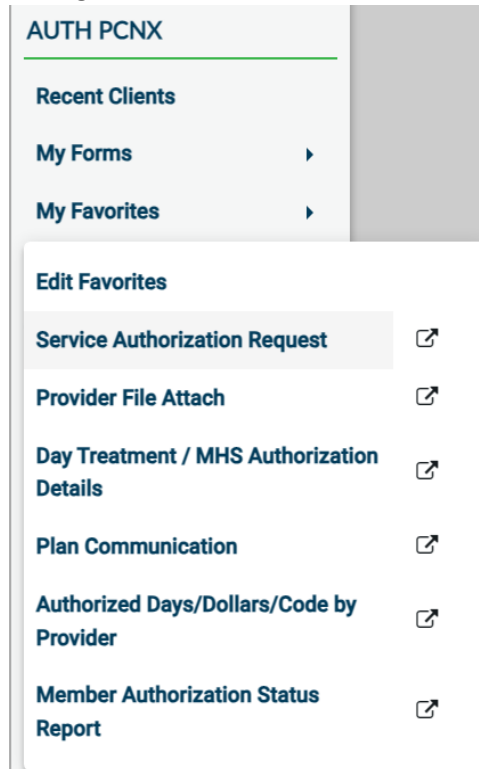 AUTH PCNX
Recent Clients
My Forms
My Favorites
Edit Favorites
Service Authorization Request
Provider File Attach
Day Treatment / MHS Authorization
Details
Plan Communication
Authorized Days/Dollars/Code by
Provider
Member Authorization Status
Report